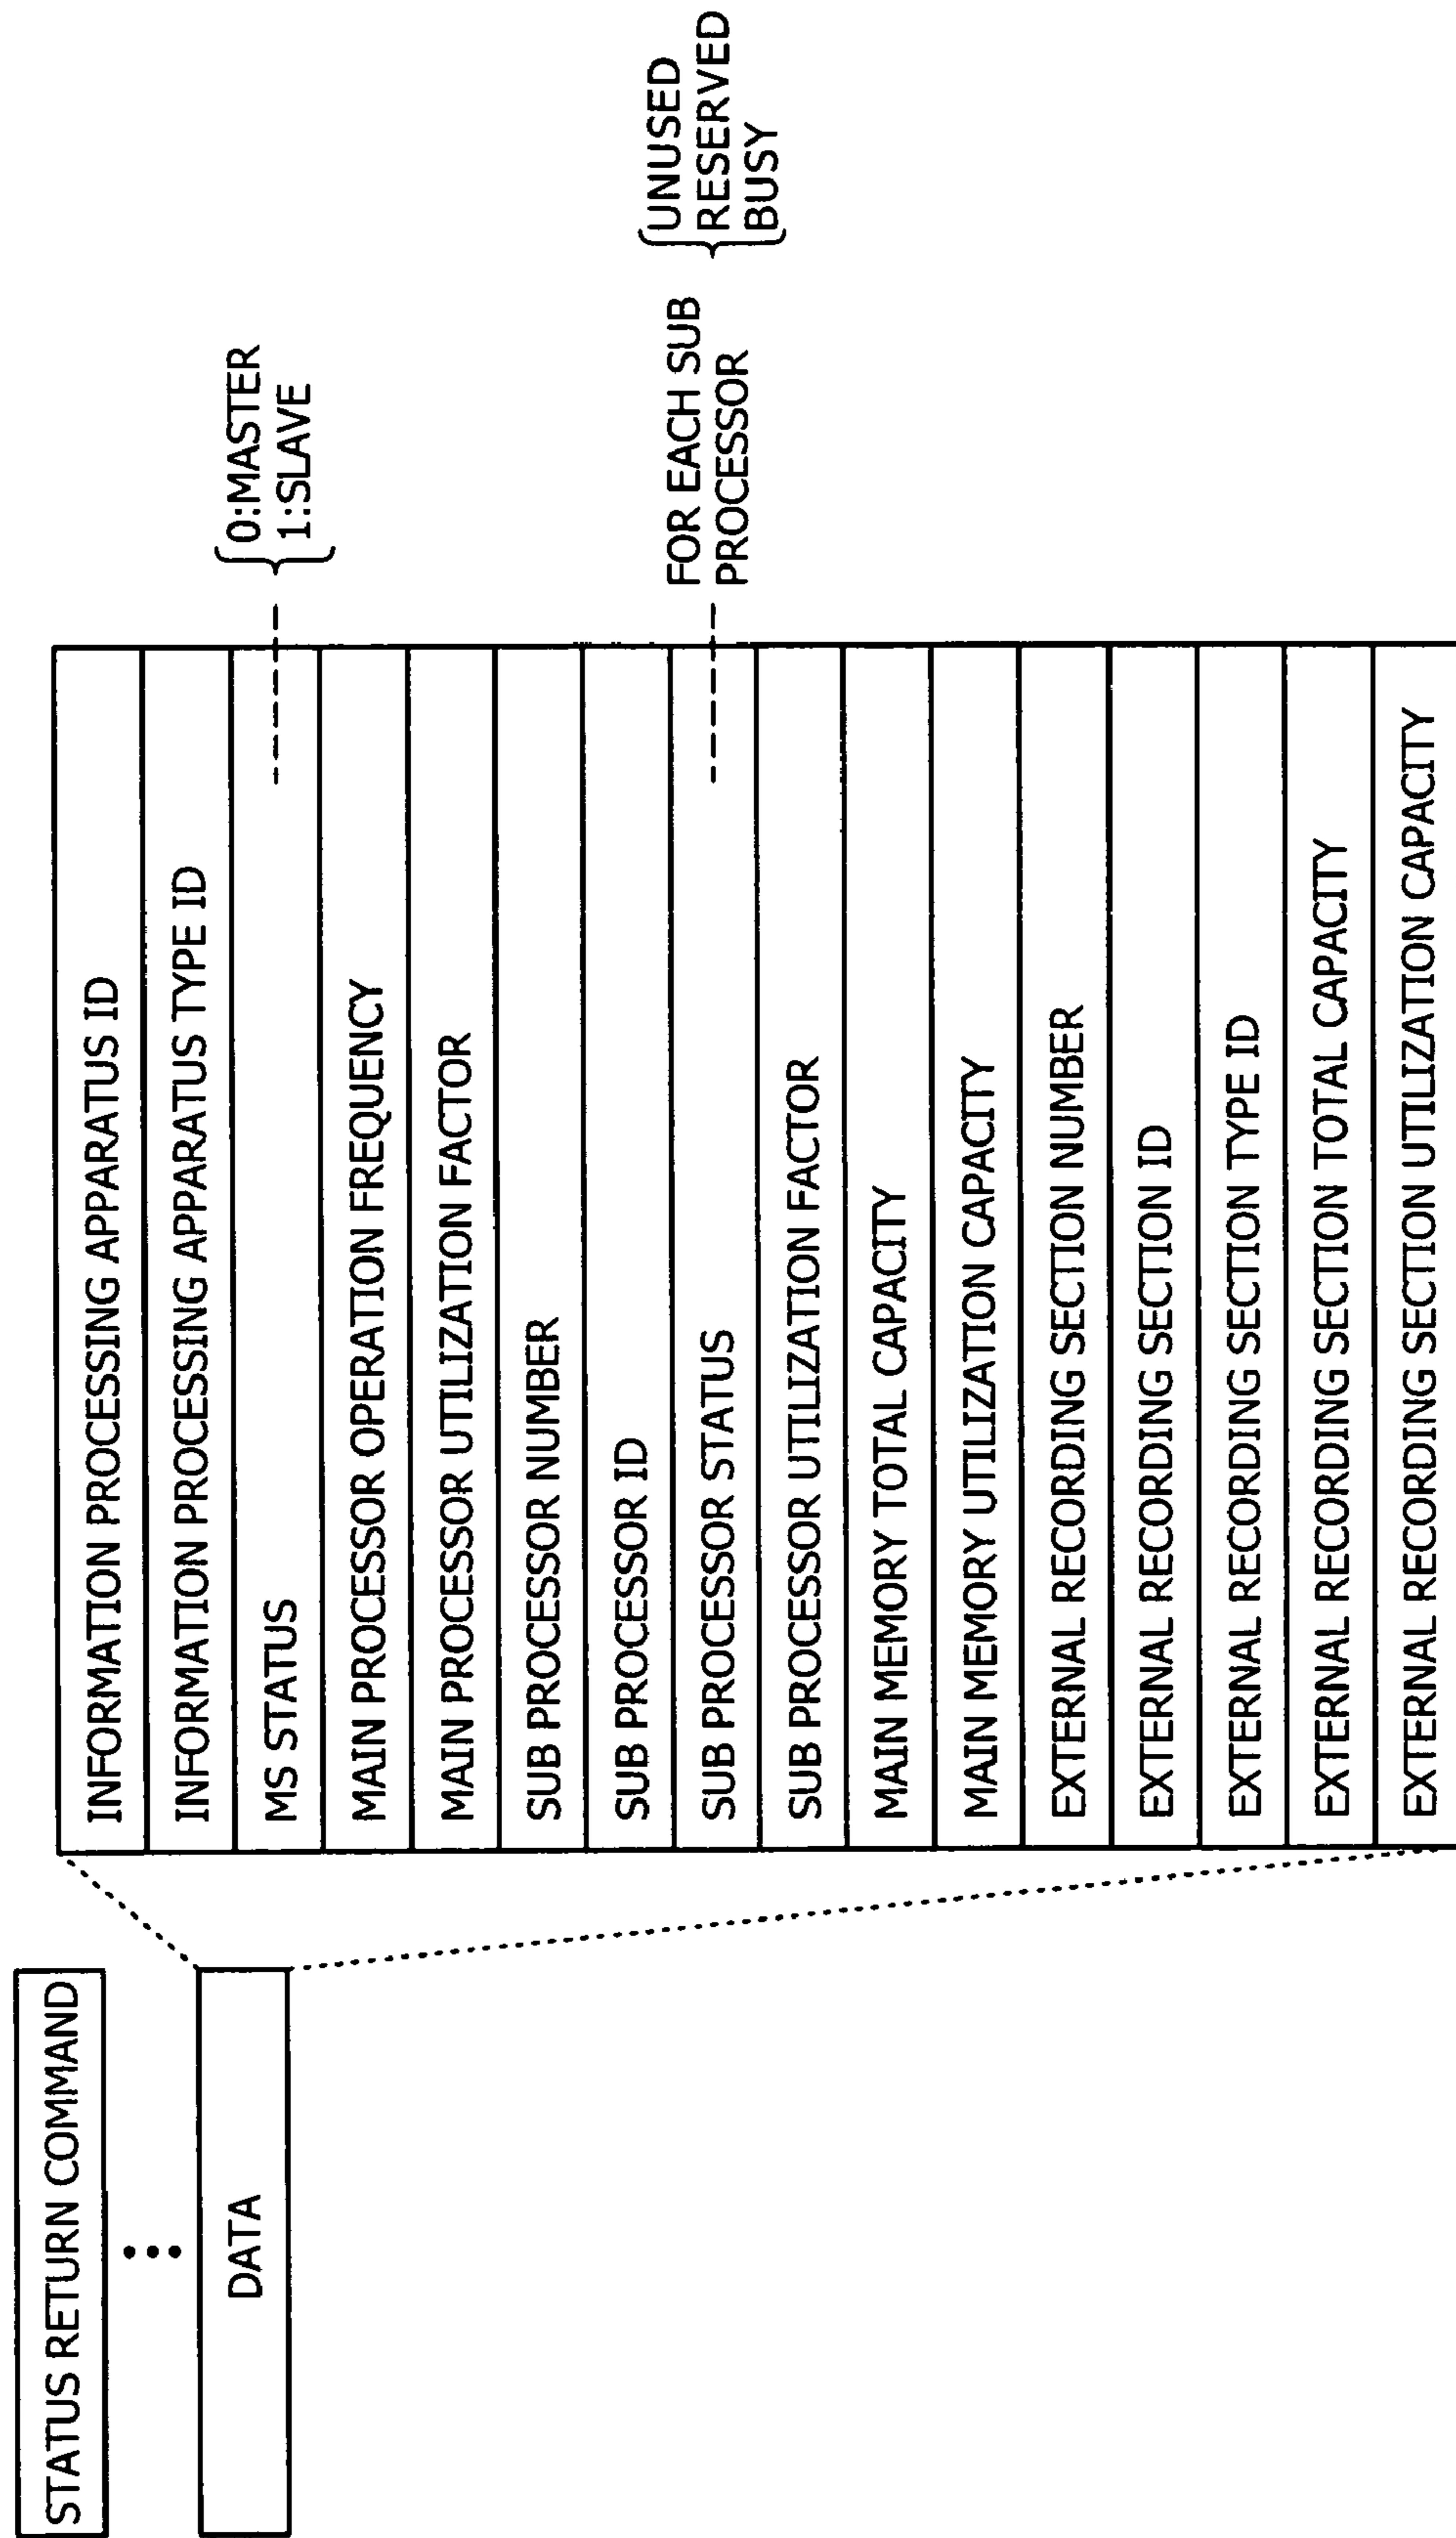 STATUS RETURN COMMAND
DATA
INFORMATION PROCESSING APPARATUS ID
INFORMATION PROCESSING APPARATUS TYPE ID
MS STATUS
0:MASTER
1:SLAVE
MAIN PROCESSOR OPERATION FREQUENCY
MAIN PROCESSOR UTILIZATION FACTOR
SUB PROCESSOR NUMBER
SUB PROCESSOR ID
SUB PROCESSOR STATUS
FOR EACH SUB
PROCESSOR
UNUSED
RESERVED
BUSY
SUB PROCESSOR UTILIZATION FACTOR
MAIN MEMORY TOTAL CAPACITY
MAIN MEMORY UTILIZATION CAPACITY
EXTERNAL RECORDING SECTION NUMBER
EXTERNAL RECORDING SECTION ID
EXTERNAL RECORDING SECTION TYPE ID
EXTERNAL RECORDING SECTION TOTAL CAPACITY
EXTERNAL RECORDING SECTION UTILIZATION CAPACITY